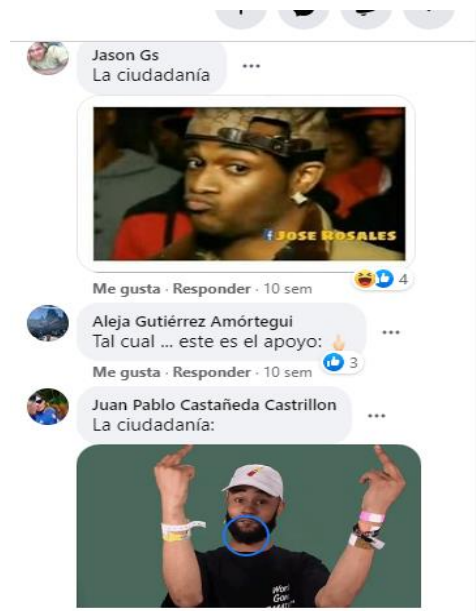 Jason Gs
La ciudadanía
JOSE ROSALES
4
Me gusta · Responder · 10 sem
Aleja Gutiérrez Amórtegui
Tal cual ... este es el apoyo:
3
Me gusta · Responder · 10 sem
Juan Pablo Castañeda Castrillon
La ciudadanía: